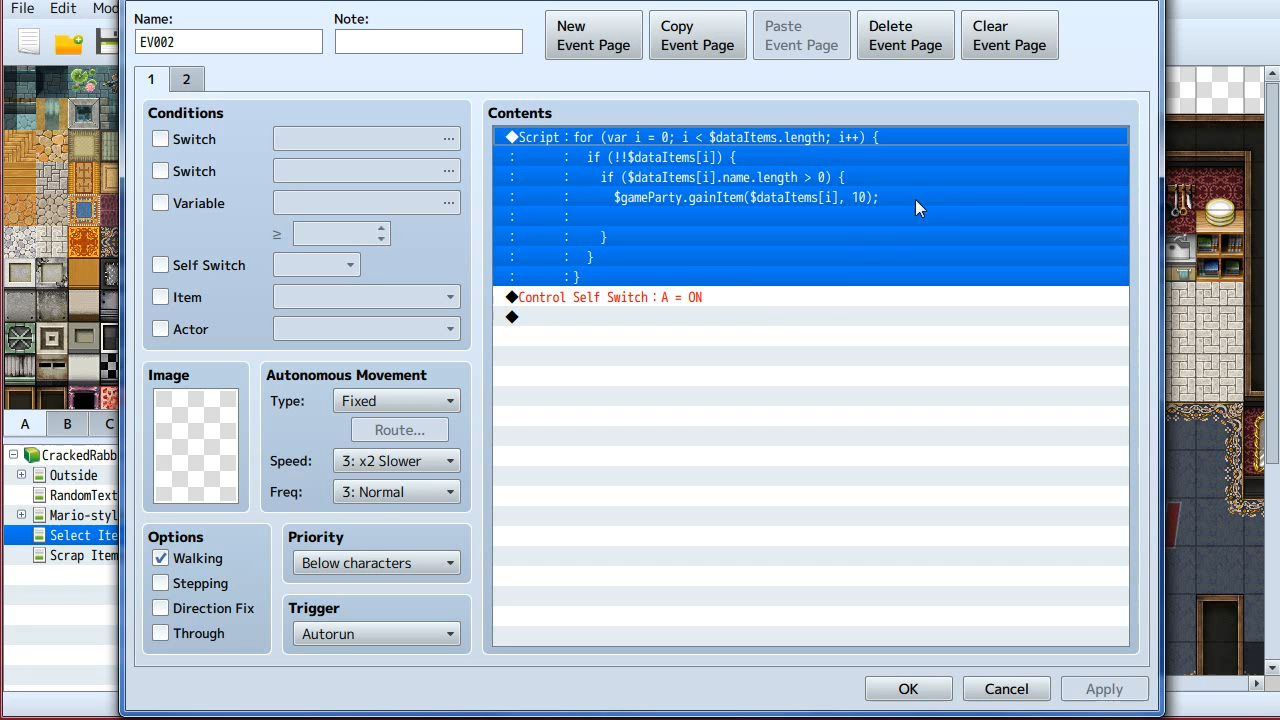 File Edit Mod
Name: Note:
EV002
New Event Page
Copy Event Page
Paste Event Page
Delete Event Page
Clear Event Page
1 2
Conditions
Switch ...
Switch ...
Variable ...
≥
Self Switch
Item
Actor
Image
Autonomous Movement
Type: Fixed
Route...
Speed: 3: x2 Slower
Freq: 3: Normal
Options
Walking
Stepping
Direction Fix
Through
Priority
Below characters
Trigger
Autorun
Contents
◆Script：for (var i = 0; i < $dataItems.length; i++) {
:  :  if (!!$dataItems[i]) {
:  :  if ($dataItems[i].name.length > 0) {
:  :  $gameParty.gainItem($dataItems[i], 10);
:  :
:  :  }
:  :  }
:  :}
◆Control Self Switch：A = ON
◆
A B C
CrackedRabb
Outside
RandomText
Mario-styl
Select Ite
Scrap Item
OK Cancel Apply